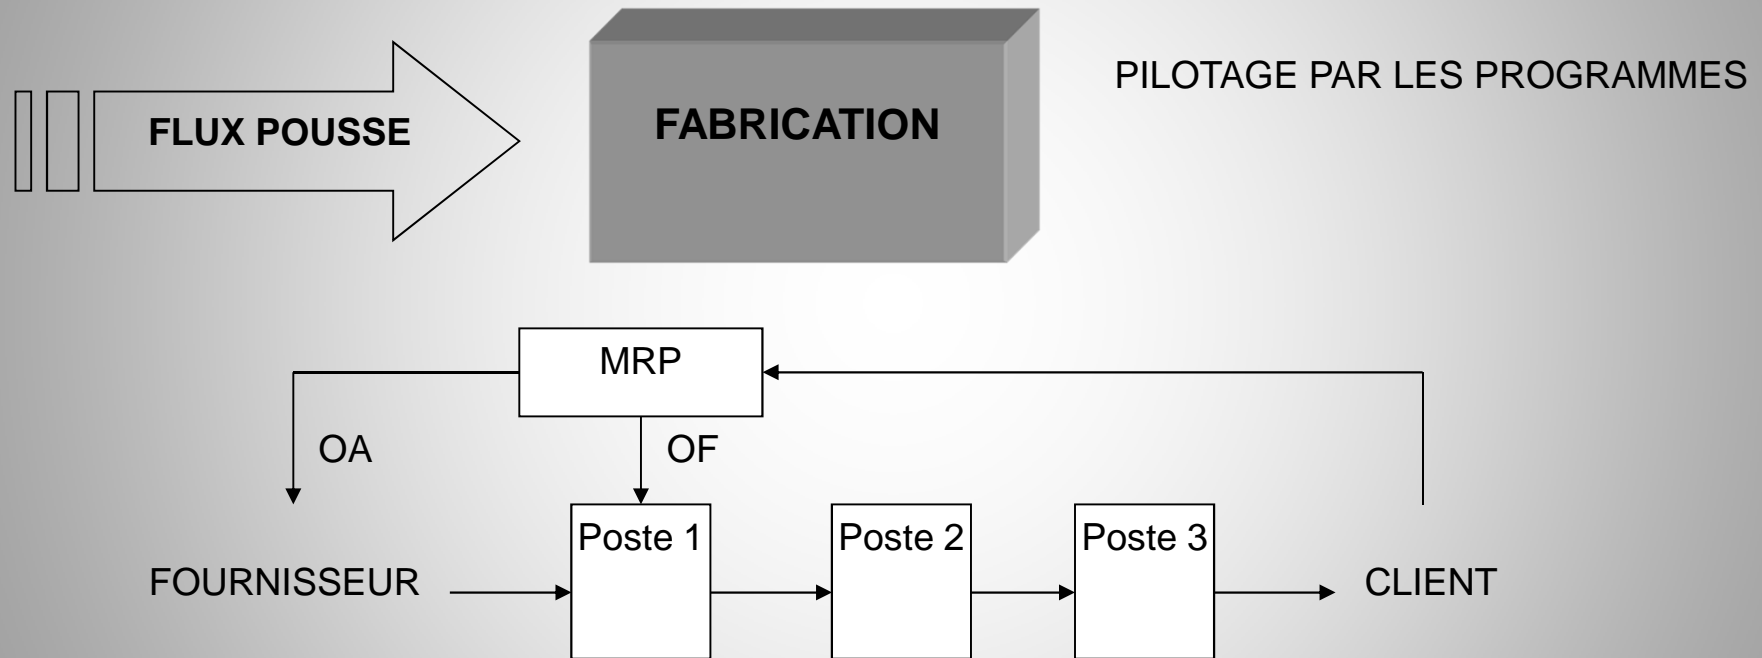 FLUX POUSSE
FABRICATION
PILOTAGE PAR LES PROGRAMMES
MRP
OA
OF
Poste 1
Poste 2
Poste 3
FOURNISSEUR
CLIENT